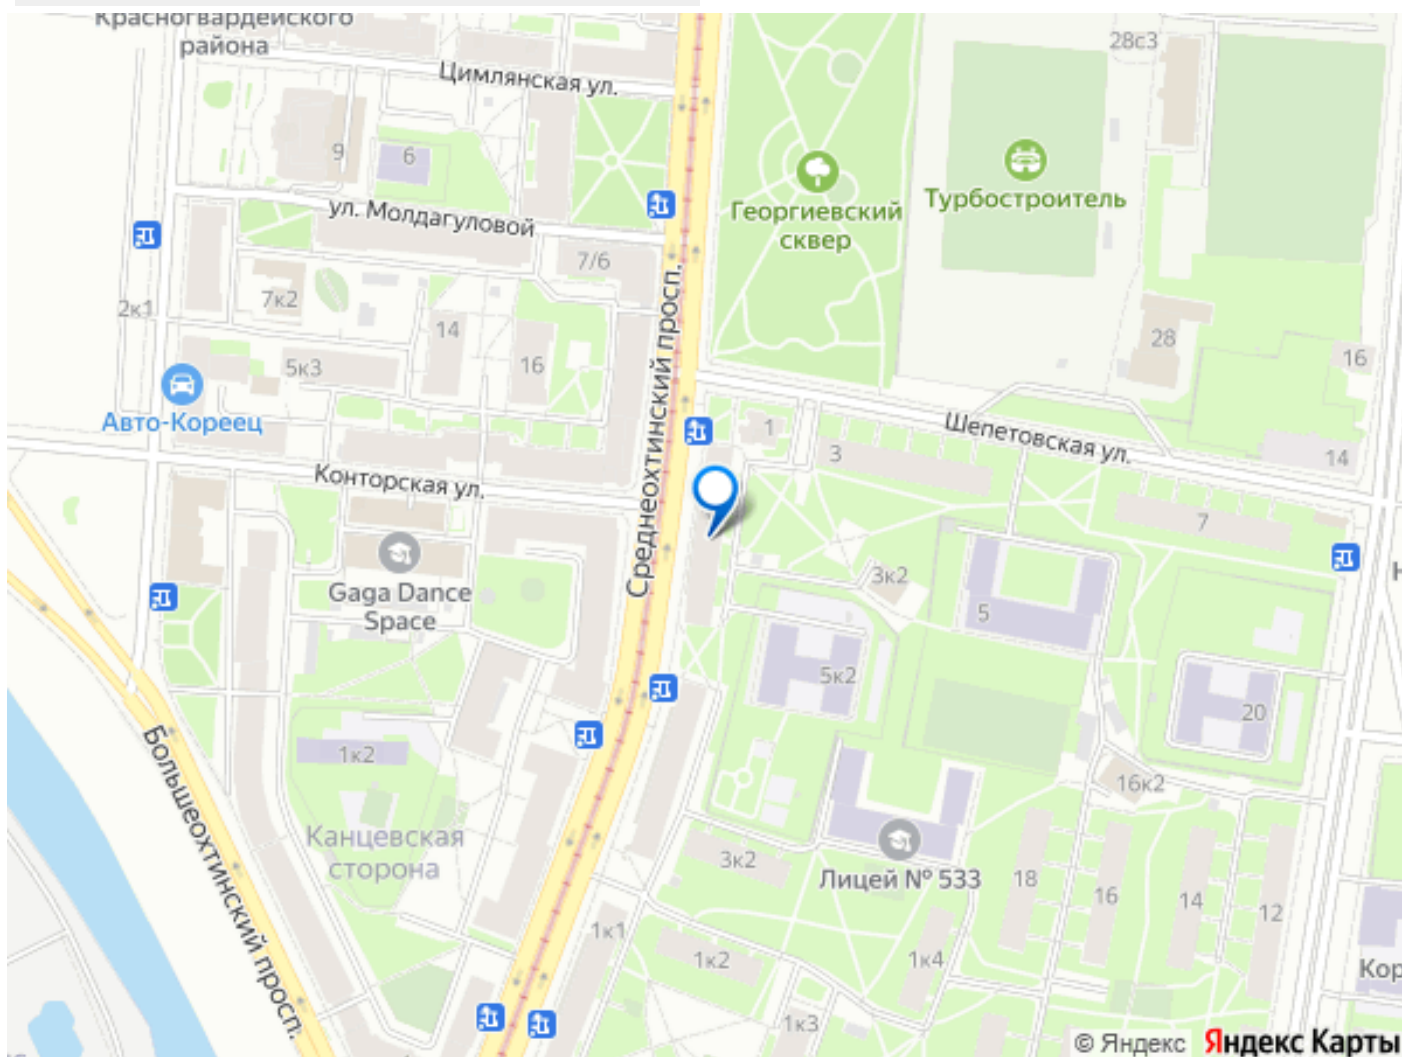 Красногвардейского
района
28с3
Цимлянская ул.
9
6
Турбостроитель
Георгиевский
сквер
ул. Молдагуловой
7/6
7к2
2к1
14
28
16
16
5к3
Среднеохтинский просп.
Авто-Кореец
1
Шепетовская ул.
3
14
Конторская ул.
7
3к2
Gaga Dance
Space
5
5к2
20
Большеохтинский просп.
1к2
16к2
Канцевская
сторона
3к2
Лицей № 533
18
16
14
12
1к1
1к2
1к4
Кор
1к3
© Яндекс Яндекс Карты